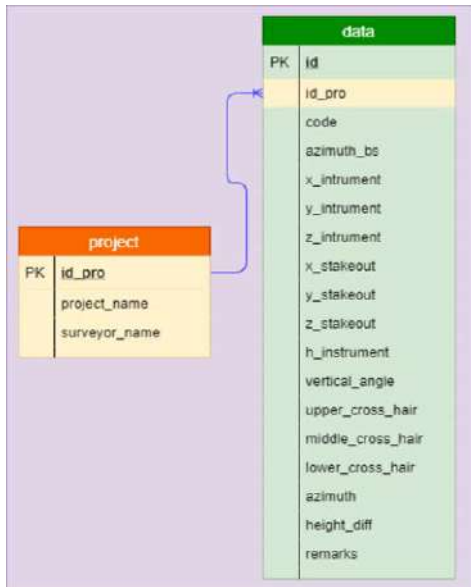 data
PK id
id_pro
code
azimuth_bs
x_intrument
y_intrument
z_intrument
x_stakeout
y_stakeout
z_stakeout
h_instrument
vertical_angle
upper_cross_hair
middle_cross_hair
lower_cross_hair
azimuth
height_diff
remarks
project
PK id_pro
project_name
surveyor_name